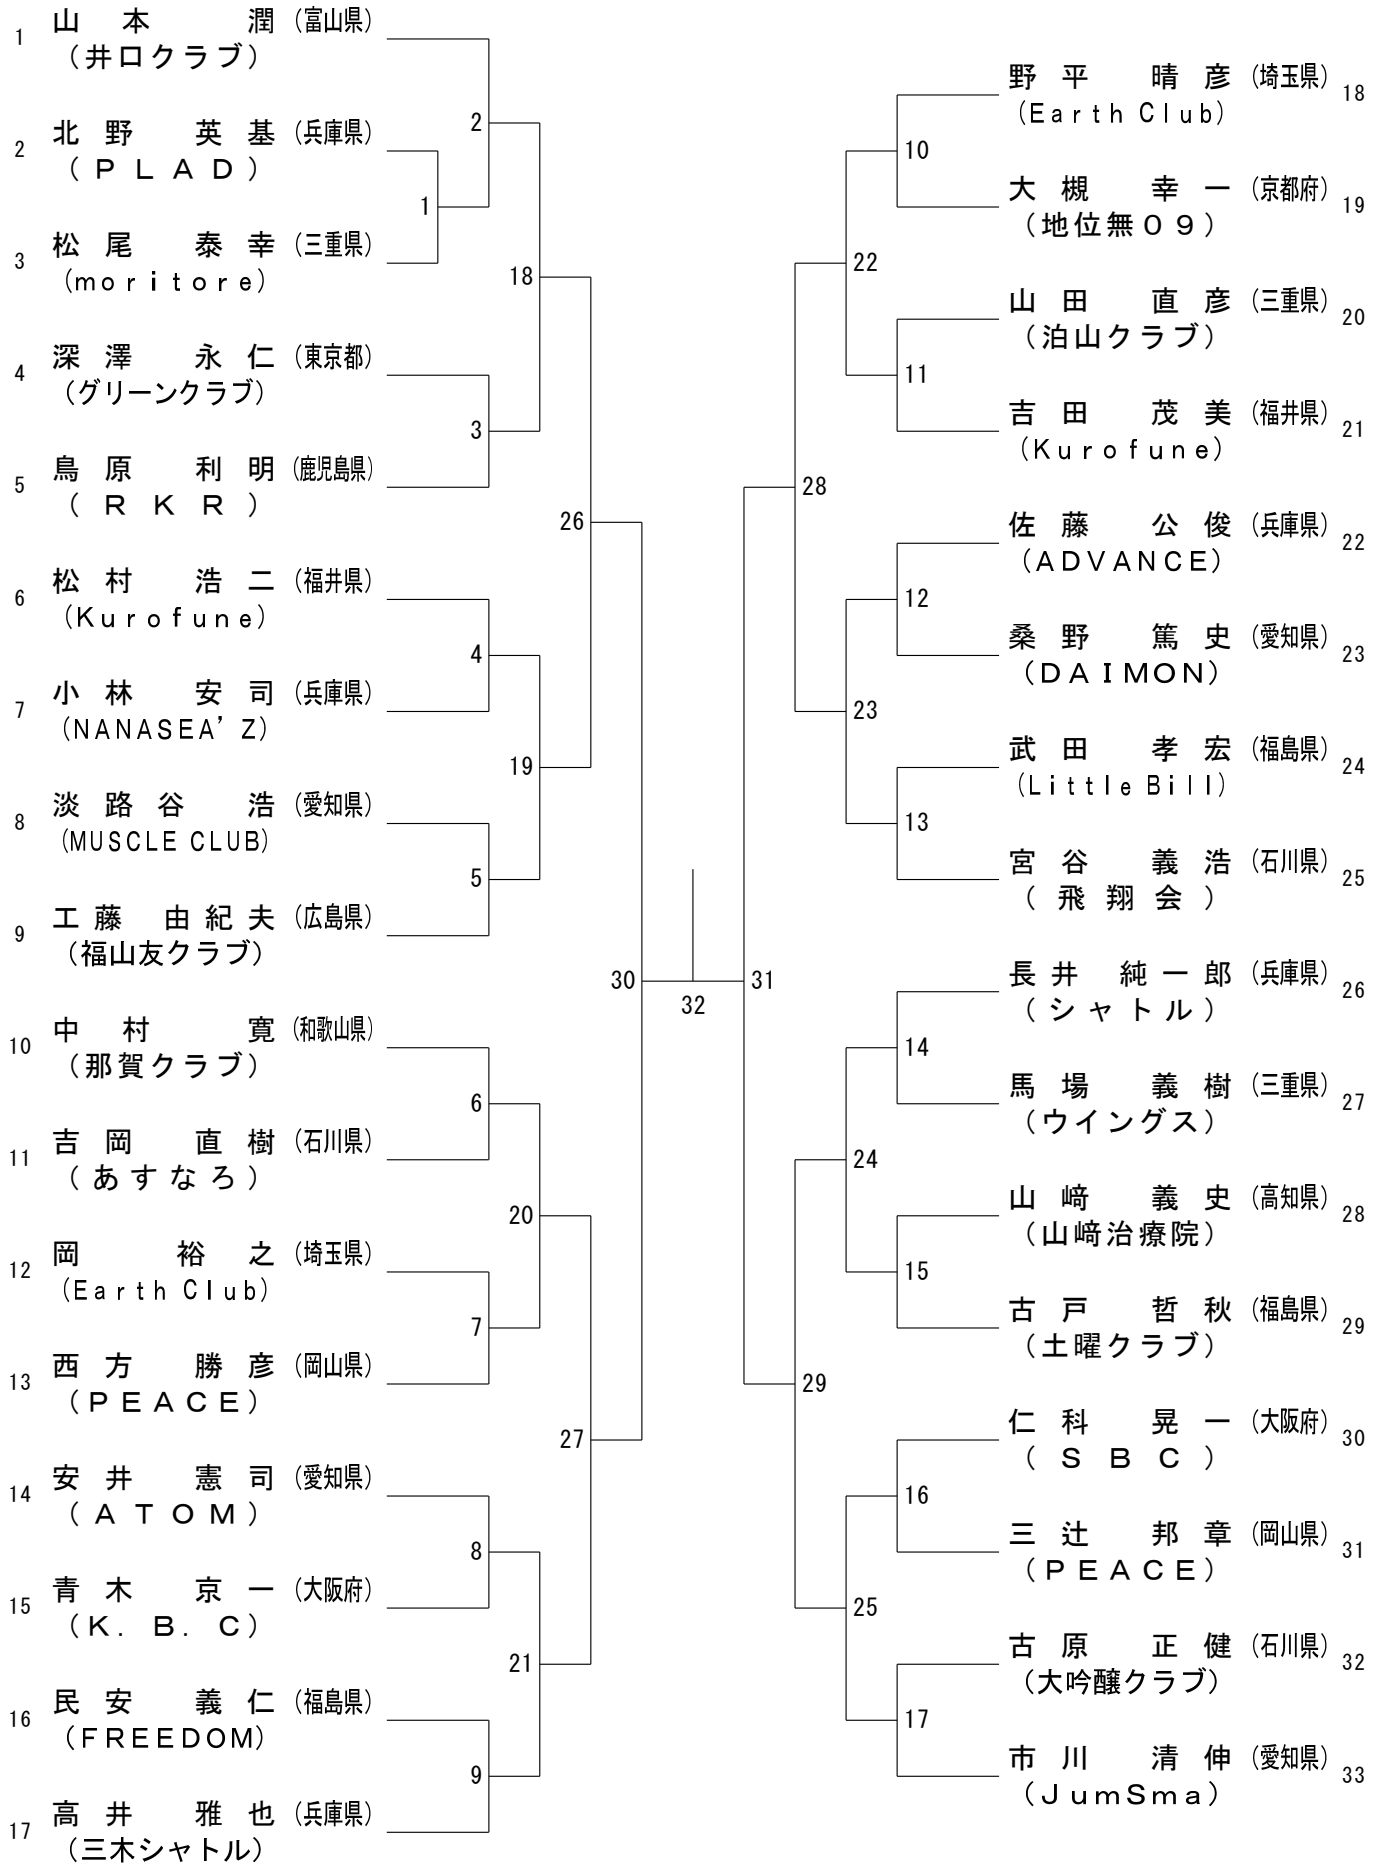 1 山本 潤 (富山県)
(井口クラブ)
2 北野 英基 (兵庫県)
(PLAD)
3 松尾 泰幸 (三重県)
(moritore)
4 深澤 永仁 (東京都)
(グリーンクラブ)
5 鳥原 利明 (鹿児島県)
(RKR)
6 松村 浩二 (福井県)
(Kurofune)
7 小林 安司 (兵庫県)
(NANASEA'Z)
8 淡路谷 浩 (愛知県)
(MUSCLE CLUB)
9 工藤 由紀夫 (広島県)
(福山友クラブ)
10 中村 寛 (和歌山県)
(那賀クラブ)
11 吉岡 直樹 (石川県)
(あすなろ)
12 岡 裕之 (埼玉県)
(Earth Club)
13 西方 勝彦 (岡山県)
(PEACE)
14 安井 憲司 (愛知県)
(ATOM)
15 青木 京一 (大阪府)
(K.B.C)
16 民安 義仁 (福島県)
(FREEDOM)
17 高井 雅也 (兵庫県)
(三木シャトル)
1
2
3
4
5
6
7
8
9
18
19
20
21
26
27
30
32
31
28
29
22
23
24
25
10
11
12
13
14
15
16
17
野平 晴彦 (埼玉県) 18
(Earth Club)
大槻 幸一 (京都府) 19
(地位無09)
山田 直彦 (三重県) 20
(泊山クラブ)
吉田 茂美 (福井県) 21
(Kurofune)
佐藤 公俊 (兵庫県) 22
(ADVANCE)
桑野 篤史 (愛知県) 23
(DAIMON)
武田 孝宏 (福島県) 24
(Little Bill)
宮谷 義浩 (石川県) 25
(飛翔会)
長井 純一郎 (兵庫県) 26
(シャトル)
馬場 義樹 (三重県) 27
(ウイングス)
山﨑 義史 (高知県) 28
(山﨑治療院)
古戸 哲秋 (福島県) 29
(土曜クラブ)
仁科 晃一 (大阪府) 30
(SBC)
三辻 邦章 (岡山県) 31
(PEACE)
古原 正健 (石川県) 32
(大吟醸クラブ)
市川 清伸 (愛知県) 33
(JumSma)